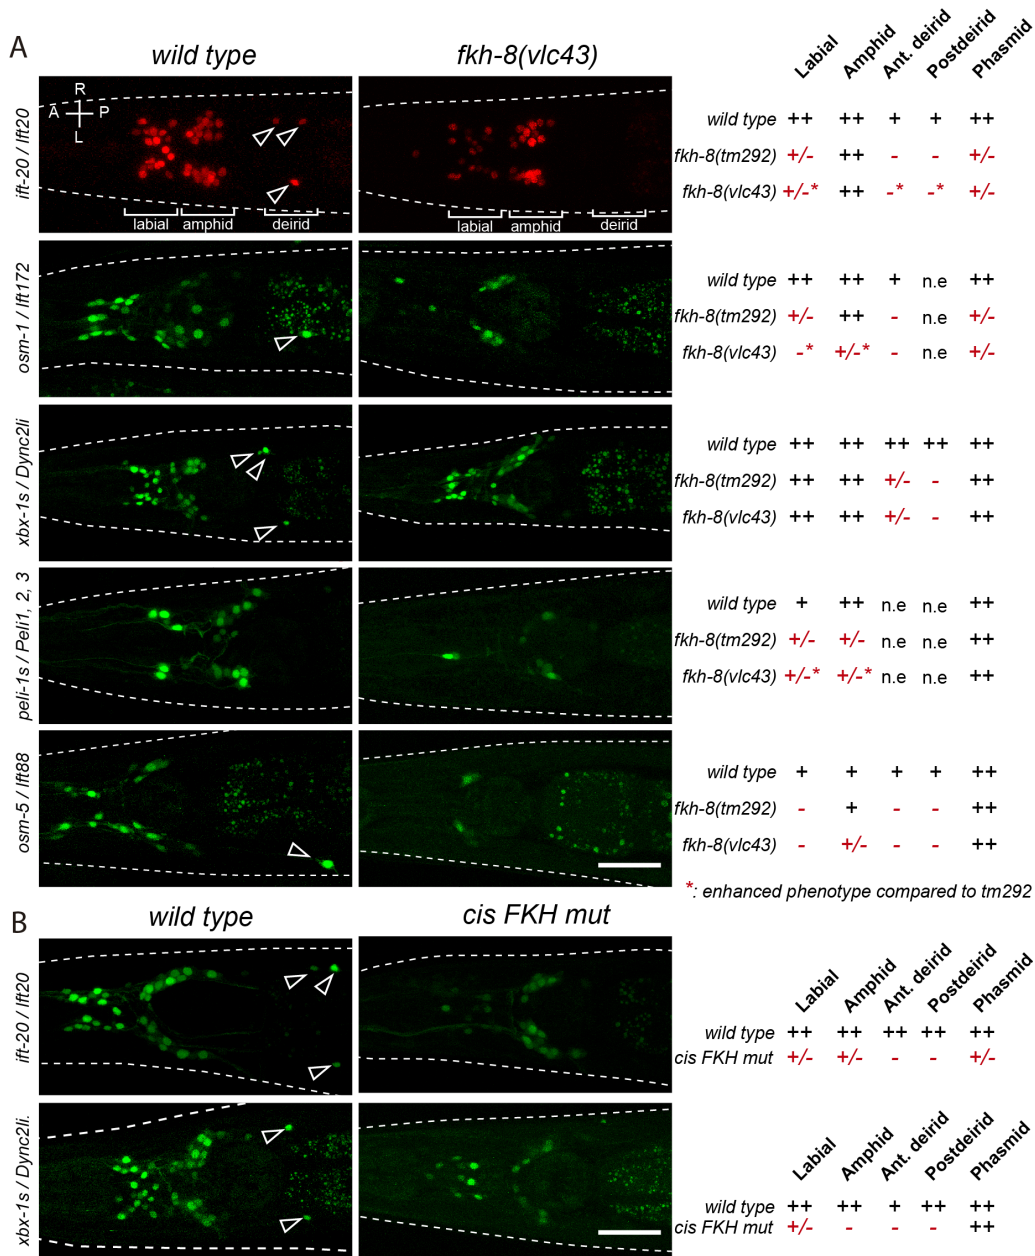 A
wild type
fkh-8(vlc43)
Labial
Amphid
Ant. deirid
Postdeirid
Phasmid
ift-20 / Ift20
R
A
P
L
labial
amphid
deirid
labial
amphid
deirid
wild type ++ ++ + + ++
fkh-8(tm292) +/- ++ - - +/-
fkh-8(vlc43) +/-* ++ -* -* +/-
osm-1 / Ift172
wild type ++ ++ + n.e ++
fkh-8(tm292) +/- ++ - n.e +/-
fkh-8(vlc43) -* +/-* - n.e +/-
xbx-1s / Dync2li
wild type ++ ++ ++ ++ ++
fkh-8(tm292) ++ ++ +/- - ++
fkh-8(vlc43) ++ ++ +/- - ++
peli-1s / Peli1, 2, 3
wild type + ++ n.e n.e ++
fkh-8(tm292) +/- +/- n.e n.e ++
fkh-8(vlc43) +/-* +/-* n.e n.e ++
osm-5 / Ift88
wild type + + + + ++
fkh-8(tm292) - + - - ++
fkh-8(vlc43) - +/- - - ++
*: enhanced phenotype compared to tm292
B
wild type
cis FKH mut
Labial
Amphid
Ant. deirid
Postdeirid
Phasmid
ift-20 / Ift20
wild type ++ ++ ++ ++ ++
cis FKH mut +/- +/- - - +/-
Labial
Amphid
Ant. deirid
Postdeirid
Phasmid
xbx-1s / Dync2li.
wild type ++ ++ + ++ ++
cis FKH mut +/- - - - ++